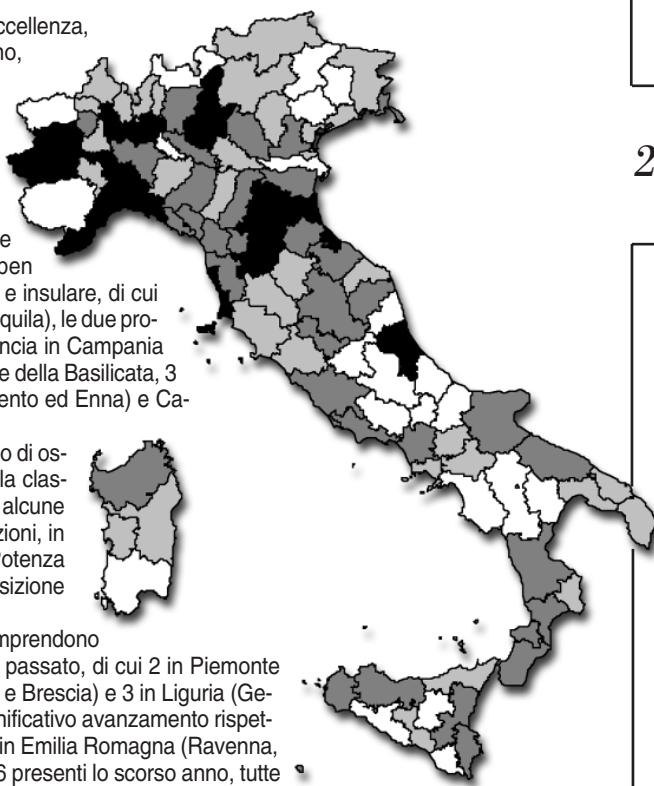 ccellenza,
no,
2
e
ben
e insulare, di cui
quila), le due pro-
ncia in Campania
e della Basilicata, 3
ento ed Enna) e Ca-
o di os-
la clas-
alcune
zioni, in
Potenza
sizione
mprendono
passato, di cui 2 in Piemonte
e Brescia) e 3 in Liguria (Ge-
nificativo avanzamento rispet-
in Emilia Romagna (Ravenna,
6 presenti lo scorso anno, tutte